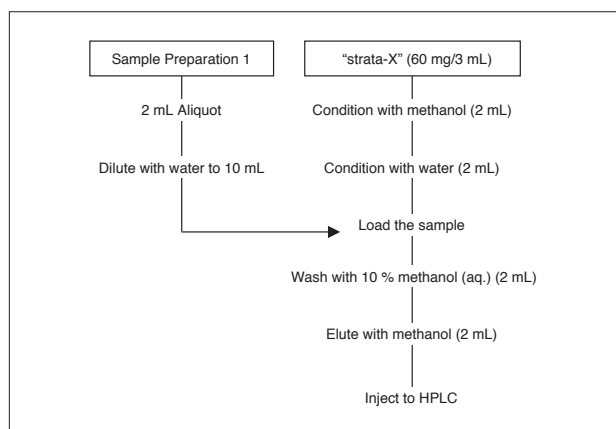 Sample Preparation 1
2 mL Aliquot
Dilute with water to 10 mL
“strata-X” (60 mg/3 mL)
Condition with methanol (2 mL)
Condition with water (2 mL)
Load the sample
Wash with 10 % methanol (aq.) (2 mL)
Elute with methanol (2 mL)
Inject to HPLC